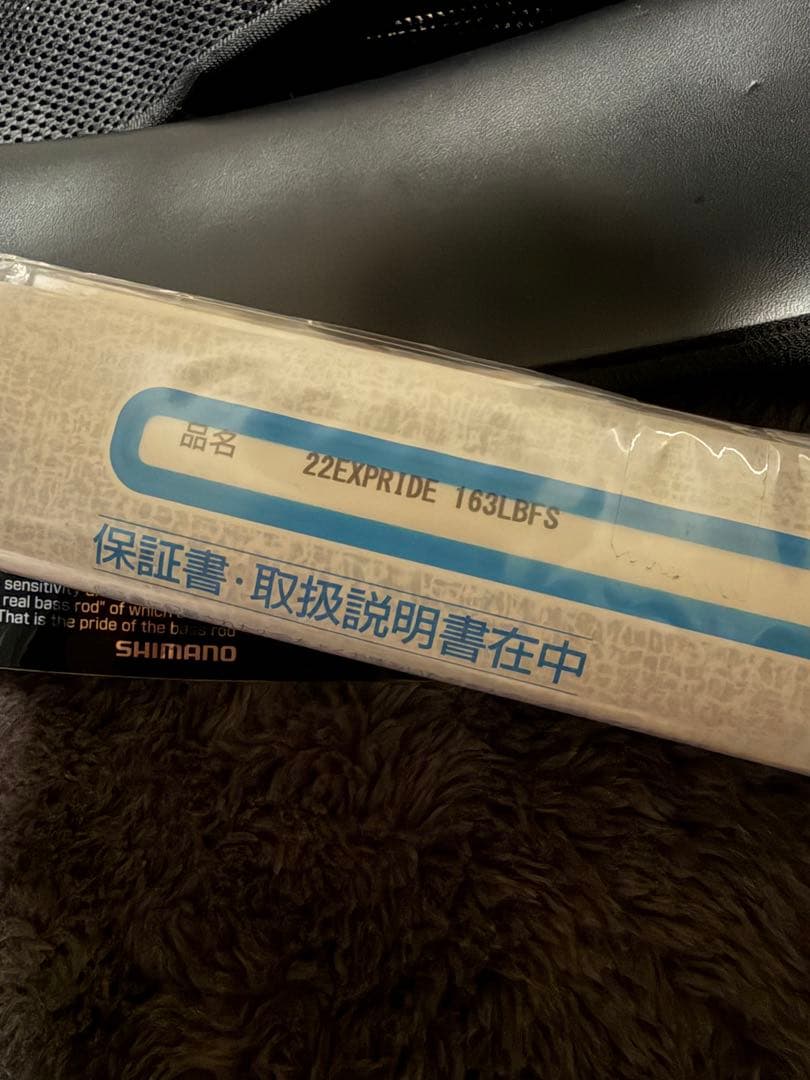 品名 22EXPRIDE 163LBFS
保証書・取扱説明書在中
sensitivity
real bass rod" of which
That is the pride of the bass rod
SHIMANO